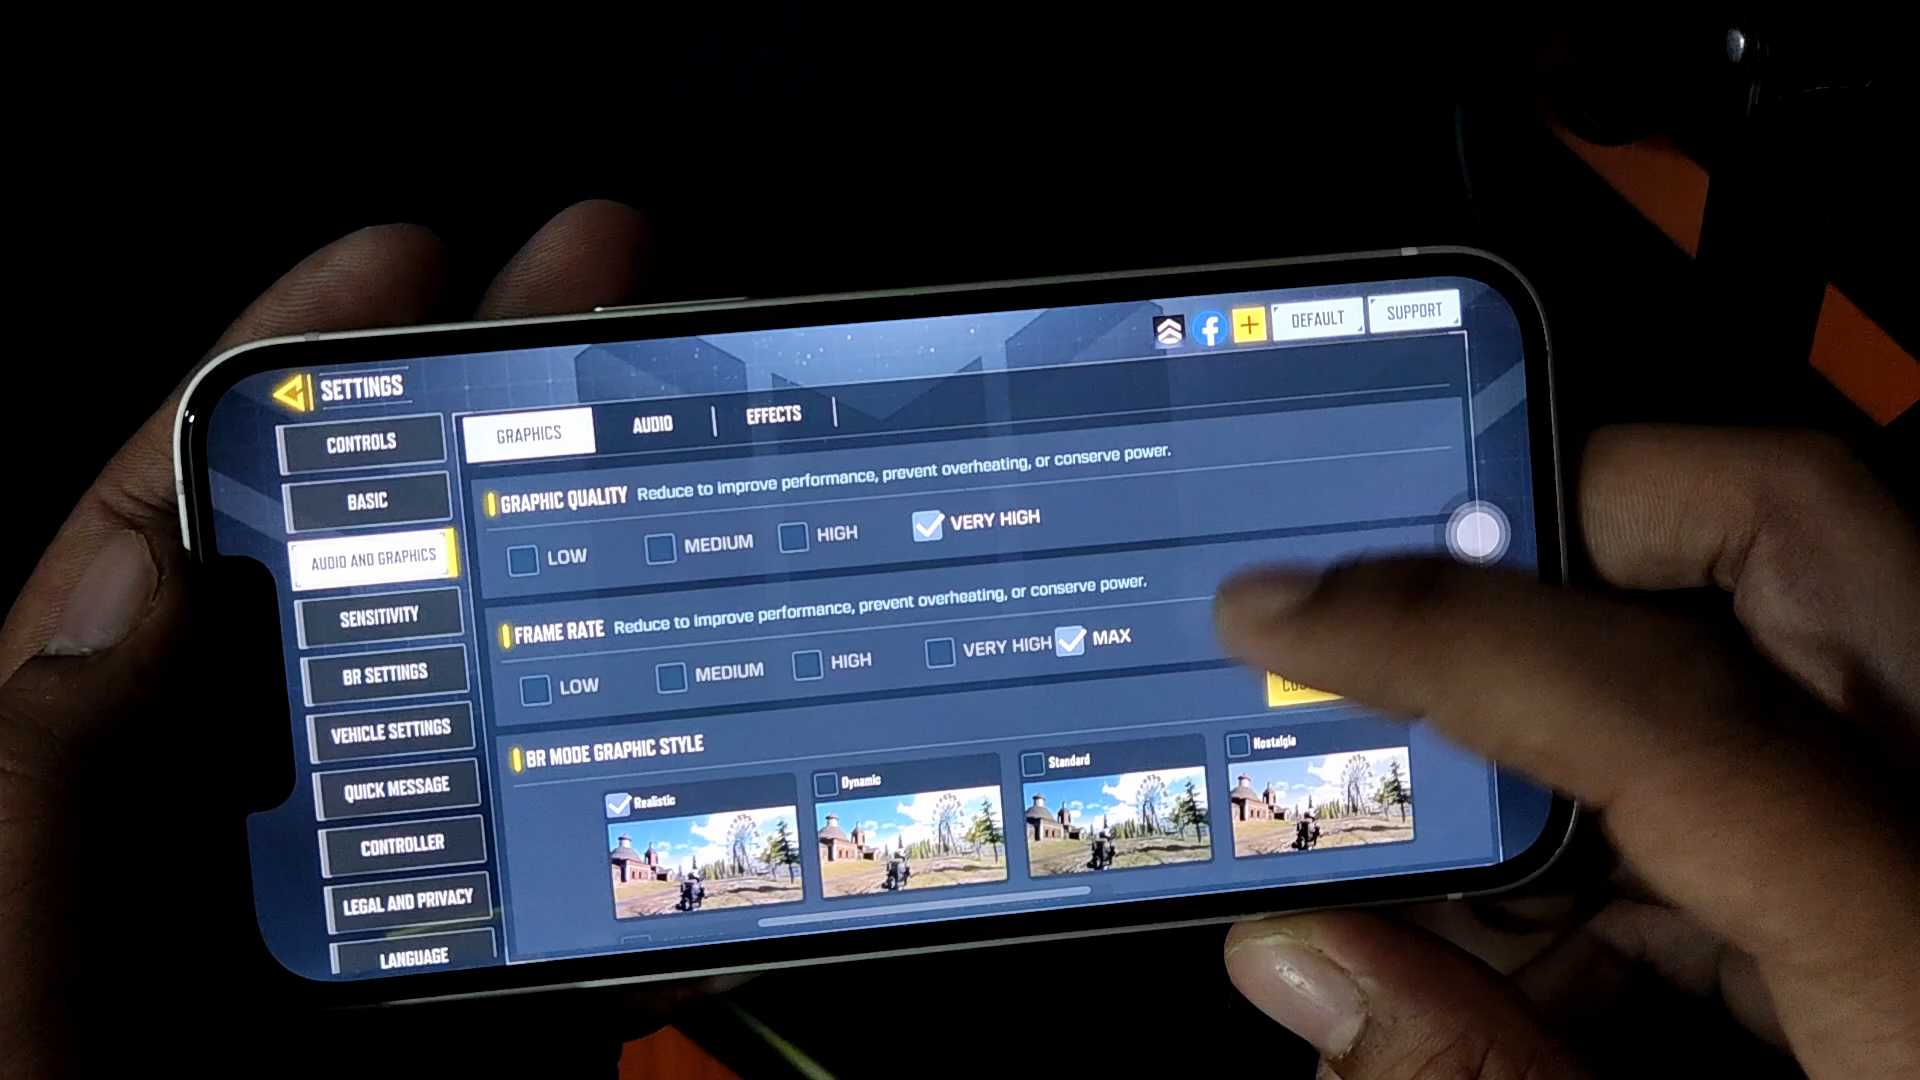 SETTINGS
DEFAULT
SUPPORT
CONTROLS
BASIC
AUDIO AND GRAPHICS
SENSITIVITY
BR SETTINGS
VEHICLE SETTINGS
QUICK MESSAGE
CONTROLLER
LEGAL AND PRIVACY
LANGUAGE
GRAPHICS
AUDIO
EFFECTS
GRAPHIC QUALITY Reduce to improve performance, prevent overheating, or conserve power.
LOW MEDIUM HIGH VERY HIGH
FRAME RATE Reduce to improve performance, prevent overheating, or conserve power.
LOW MEDIUM HIGH VERY HIGH MAX
BR MODE GRAPHIC STYLE
Realistic Dynamic Standard Nostalgia